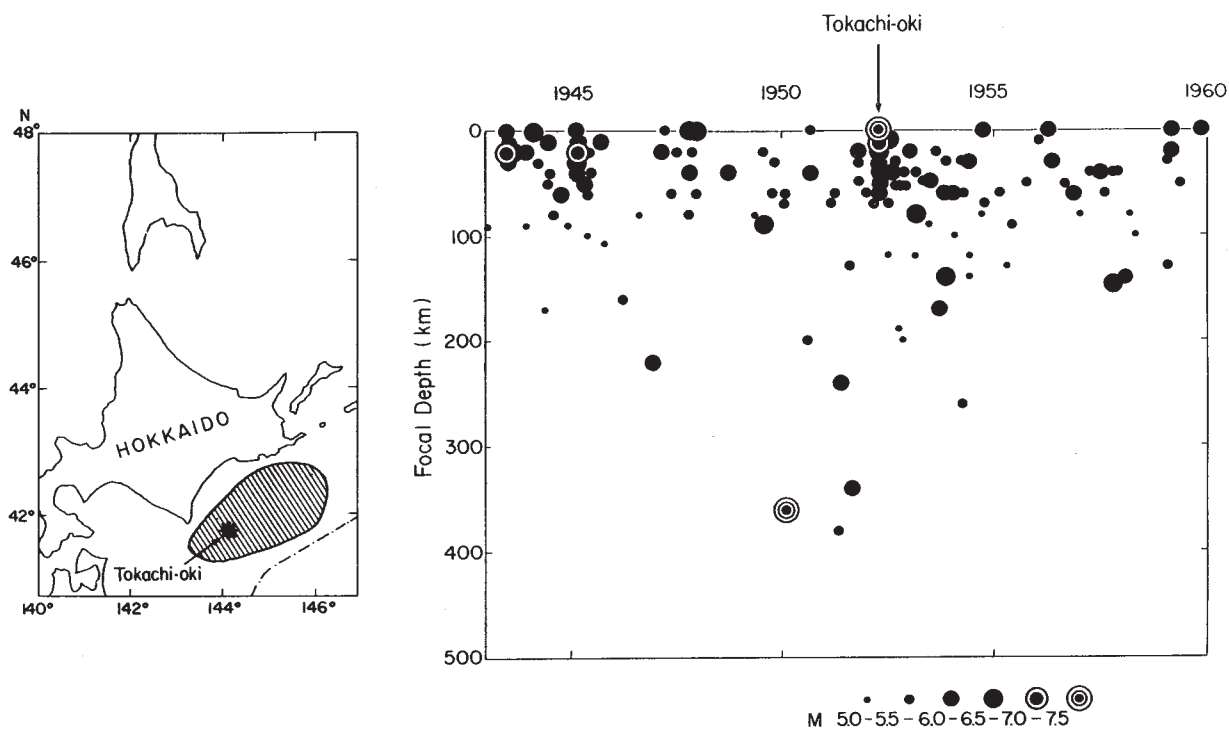 N
48°
46°
44°
42°
140° 142° 144° 146°
HOKKAIDO
Tokachi-oki
Tokachi-oki
1945 1950 1955 1960
0
100
200
300
400
500
Focal Depth (km)
M 5.0-5.5-6.0-6.5-7.0-7.5